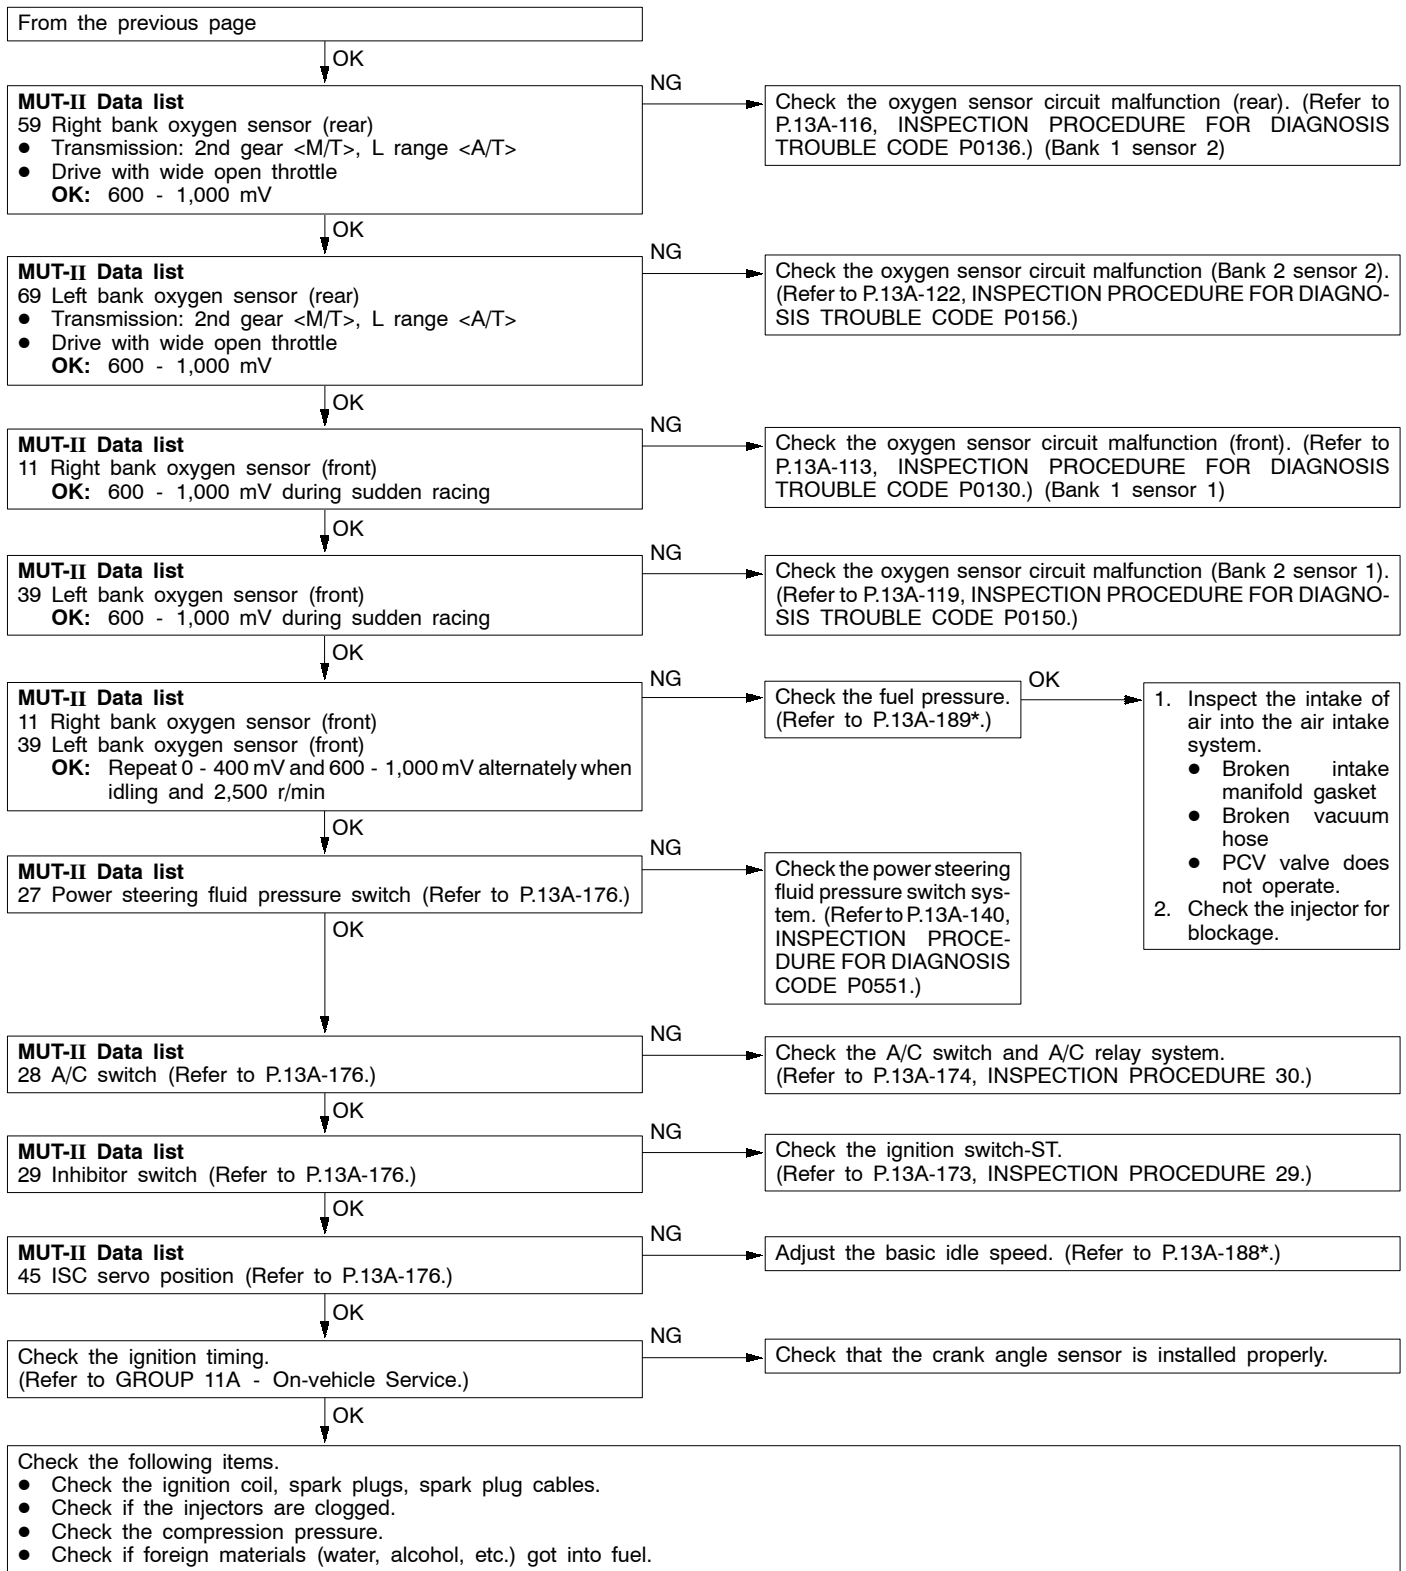 From the previous page
OK
MUT-II Data list
59 Right bank oxygen sensor (rear)
● Transmission: 2nd gear <M/T>, L range <A/T>
● Drive with wide open throttle
OK: 600 - 1,000 mV
NG
Check the oxygen sensor circuit malfunction (rear). (Refer to
P.13A-116, INSPECTION PROCEDURE FOR DIAGNOSIS
TROUBLE CODE P0136.) (Bank 1 sensor 2)
OK
MUT-II Data list
69 Left bank oxygen sensor (rear)
● Transmission: 2nd gear <M/T>, L range <A/T>
● Drive with wide open throttle
OK: 600 - 1,000 mV
NG
Check the oxygen sensor circuit malfunction (Bank 2 sensor 2).
(Refer to P.13A-122, INSPECTION PROCEDURE FOR DIAGNO-
SIS TROUBLE CODE P0156.)
OK
MUT-II Data list
11 Right bank oxygen sensor (front)
OK: 600 - 1,000 mV during sudden racing
NG
Check the oxygen sensor circuit malfunction (front). (Refer to
P.13A-113, INSPECTION PROCEDURE FOR DIAGNOSIS
TROUBLE CODE P0130.) (Bank 1 sensor 1)
OK
MUT-II Data list
39 Left bank oxygen sensor (front)
OK: 600 - 1,000 mV during sudden racing
NG
Check the oxygen sensor circuit malfunction (Bank 2 sensor 1).
(Refer to P.13A-119, INSPECTION PROCEDURE FOR DIAGNO-
SIS TROUBLE CODE P0150.)
OK
MUT-II Data list
11 Right bank oxygen sensor (front)
39 Left bank oxygen sensor (front)
OK: Repeat 0 - 400 mV and 600 - 1,000 mV alternately when
idling and 2,500 r/min
NG
Check the fuel pressure.
(Refer to P.13A-189*.)
OK
1. Inspect the intake of
air into the air intake
system.
● Broken intake
manifold gasket
● Broken vacuum
hose
● PCV valve does
not operate.
2. Check the injector for
blockage.
OK
MUT-II Data list
27 Power steering fluid pressure switch (Refer to P.13A-176.)
NG
Check the power steering
fluid pressure switch sys-
tem. (Refer to P.13A-140,
INSPECTION PROCE-
DURE FOR DIAGNOSIS
CODE P0551.)
OK
MUT-II Data list
28 A/C switch (Refer to P.13A-176.)
NG
Check the A/C switch and A/C relay system.
(Refer to P.13A-174, INSPECTION PROCEDURE 30.)
OK
MUT-II Data list
29 Inhibitor switch (Refer to P.13A-176.)
NG
Check the ignition switch-ST.
(Refer to P.13A-173, INSPECTION PROCEDURE 29.)
OK
MUT-II Data list
45 ISC servo position (Refer to P.13A-176.)
NG
Adjust the basic idle speed. (Refer to P.13A-188*.)
OK
Check the ignition timing.
(Refer to GROUP 11A - On-vehicle Service.)
NG
Check that the crank angle sensor is installed properly.
OK
Check the following items.
● Check the ignition coil, spark plugs, spark plug cables.
● Check if the injectors are clogged.
● Check the compression pressure.
● Check if foreign materials (water, alcohol, etc.) got into fuel.